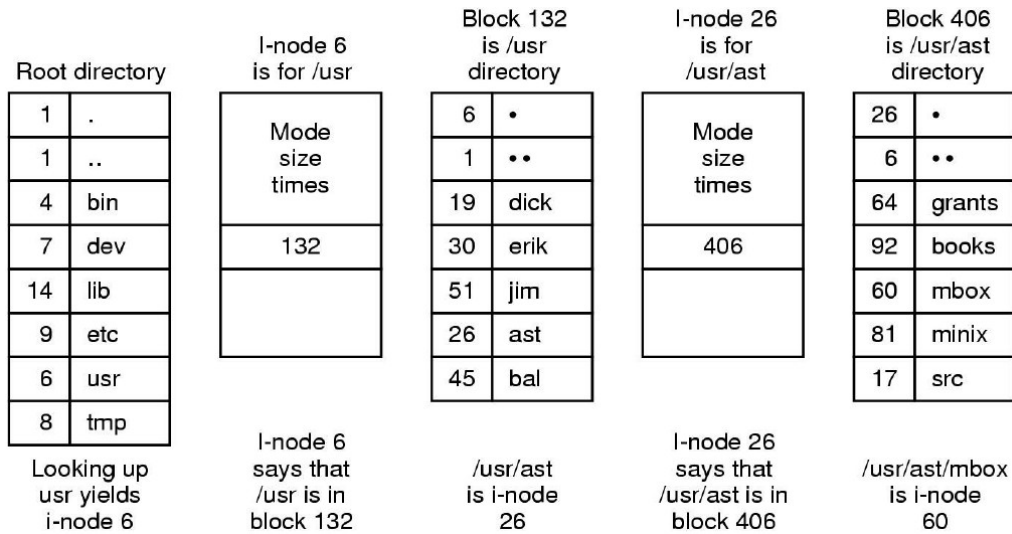 Root directory
1 .
1 ..
4 bin
7 dev
14 lib
9 etc
6 usr
8 tmp
Looking up
usr yields
i-node 6
I-node 6
is for /usr
Mode
size
times
132
I-node 6
says that
/usr is in
block 132
Block 132
is /usr
directory
6 •
1 ••
19 dick
30 erik
51 jim
26 ast
45 bal
/usr/ast
is i-node
26
I-node 26
is for
/usr/ast
Mode
size
times
406
I-node 26
says that
/usr/ast is in
block 406
Block 406
is /usr/ast
directory
26 •
6 ••
64 grants
92 books
60 mbox
81 minix
17 src
/usr/ast/mbox
is i-node
60